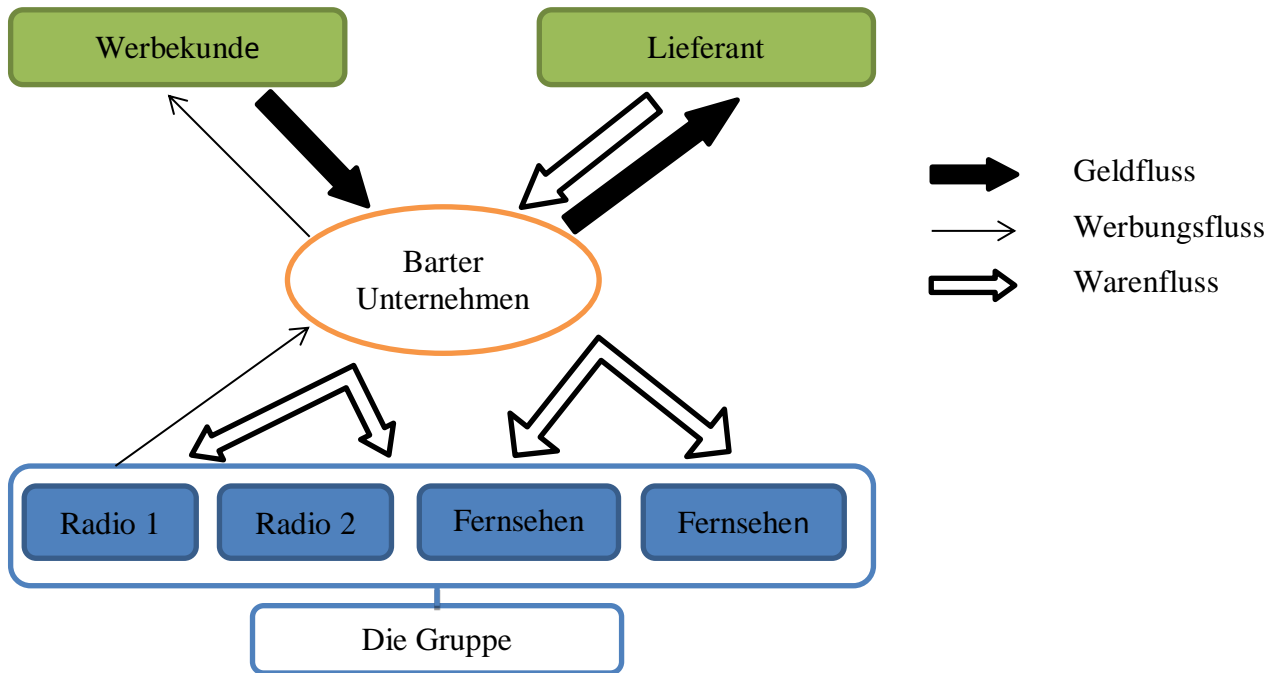 Werbekunde
Lieferant
Geldfluss
Werbungsfluss
Warenfluss
Barter
Unternehmen
Radio 1
Radio 2
Fernsehen
Fernsehen
Die Gruppe